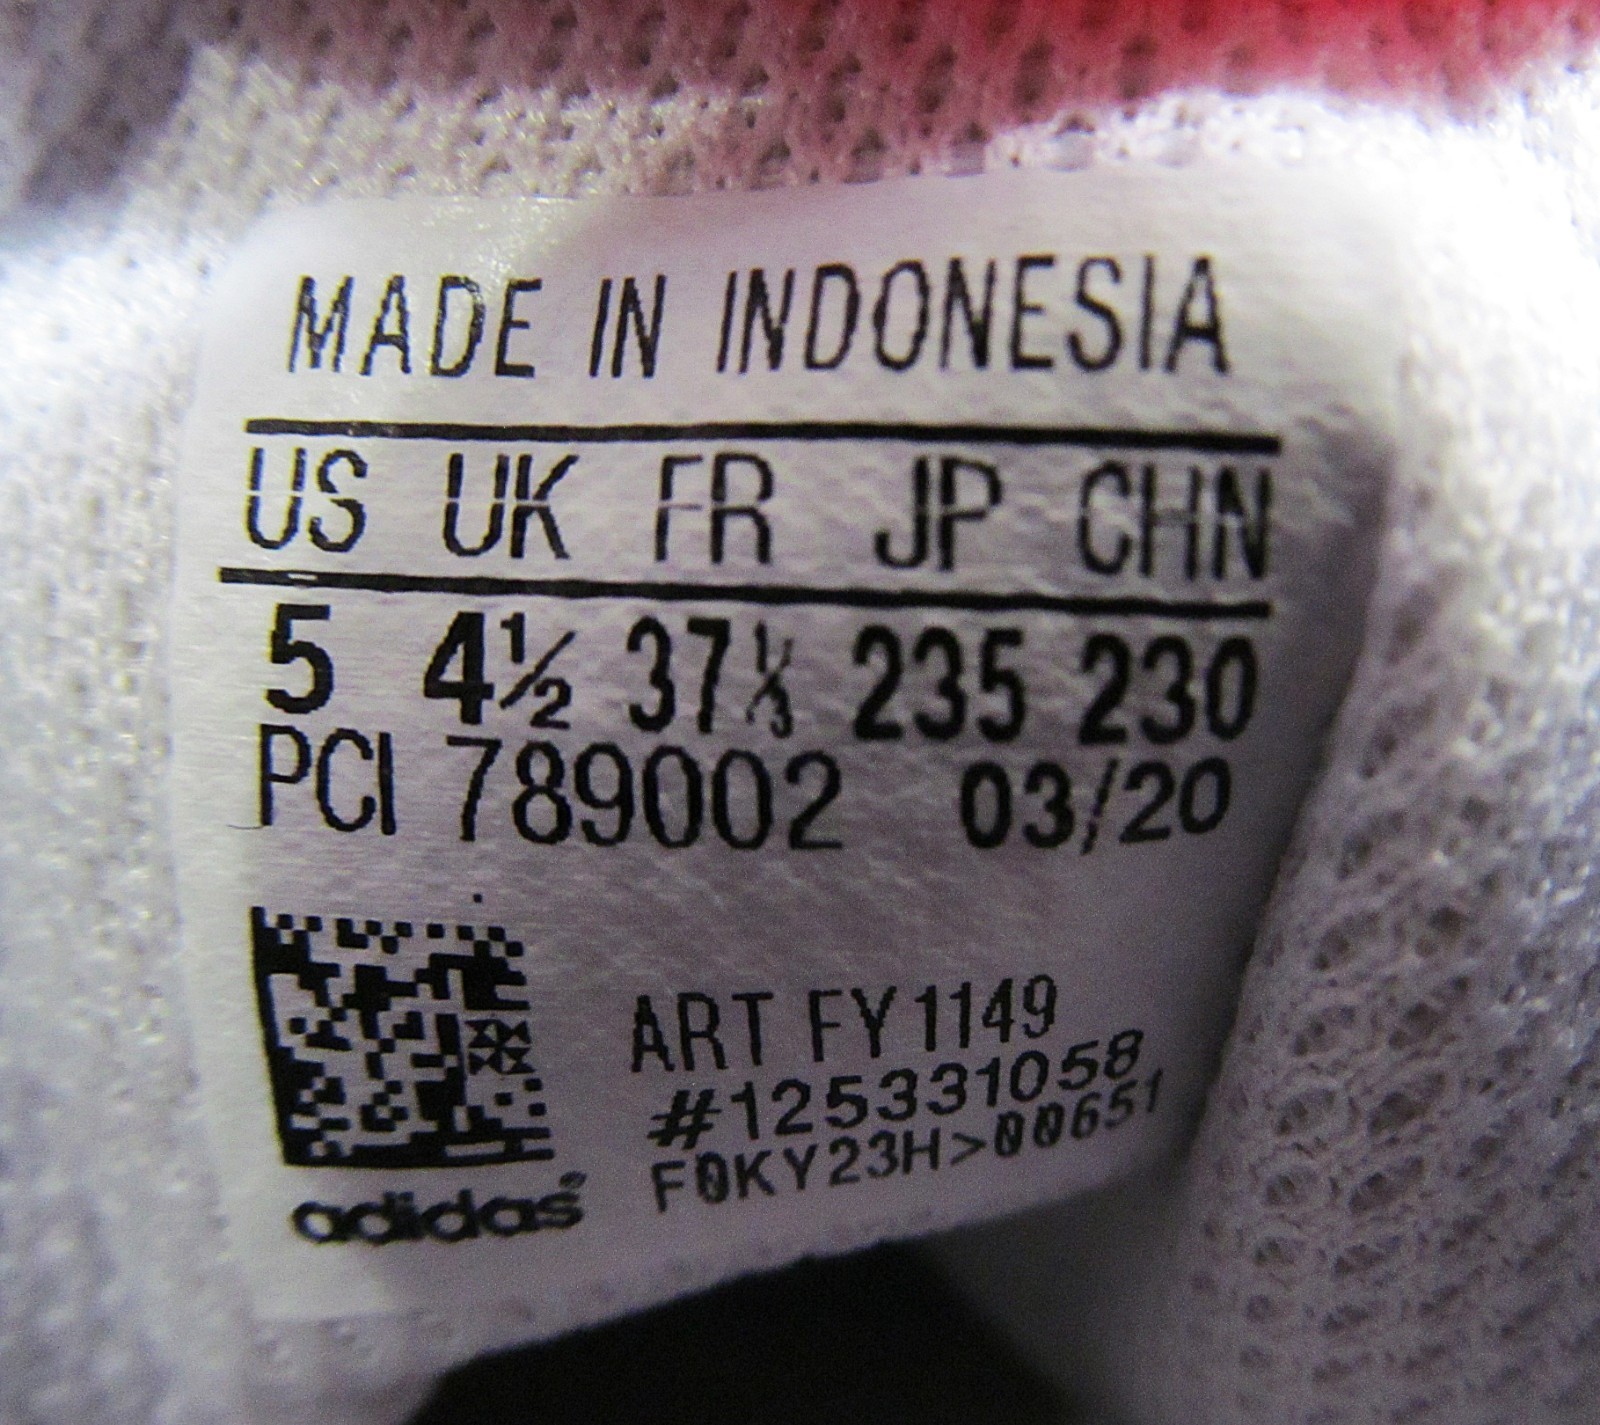 MADE IN INDONESIA
US UK FR JP CHN
5 4½ 37⅓ 235 230
PCI 789002 03/20
ART FY1149
#125331058
F0KY23H>00651
adidas